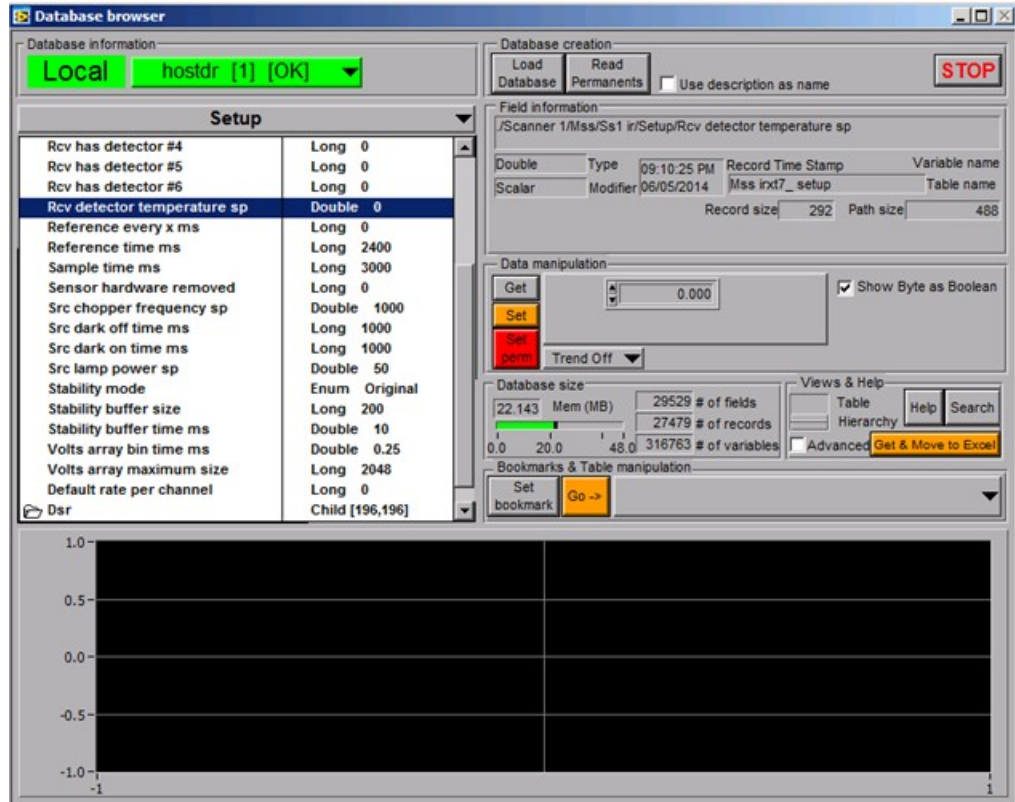 Database browser
Database information
Local hostdr [1] [OK]
Database creation
Load Database
Read Permanents
Use description as name
STOP
Setup
Rcv has detector #4 Long 0
Rcv has detector #5 Long 0
Rcv has detector #6 Long 0
Rcv detector temperature sp Double 0
Reference every x ms Long 0
Reference time ms Long 2400
Sample time ms Long 3000
Sensor hardware removed Long 0
Src chopper frequency sp Double 1000
Src dark off time ms Long 1000
Src dark on time ms Long 1000
Src lamp power sp Double 50
Stability mode Enum Original
Stability buffer size Long 200
Stability buffer time ms Double 10
Volts array bin time ms Double 0.25
Volts array maximum size Long 2048
Default rate per channel Long 0
Dsr Child [196,196]
Field information
./Scanner 1/Mss/Ss1 ir/Setup/Rcv detector temperature sp
Double Type 09:10:25 PM Record Time Stamp Variable name
Scalar Modifier 06/05/2014 Mss irxt7_ setup Table name
Record size 292 Path size 488
Data manipulation
Get
Set
Set perm
0.000
Show Byte as Boolean
Trend Off
Database size
22.143 Mem (MB)
0.0 20.0 48.0
29529 # of fields
27479 # of records
316763 # of variables
Views & Help
Table
Hierarchy
Help
Search
Advanced
Get & Move to Excel
Bookmarks & Table manipulation
Set bookmark
Go ->
1.0
0.5
0.0
-0.5
-1.0
-1 1